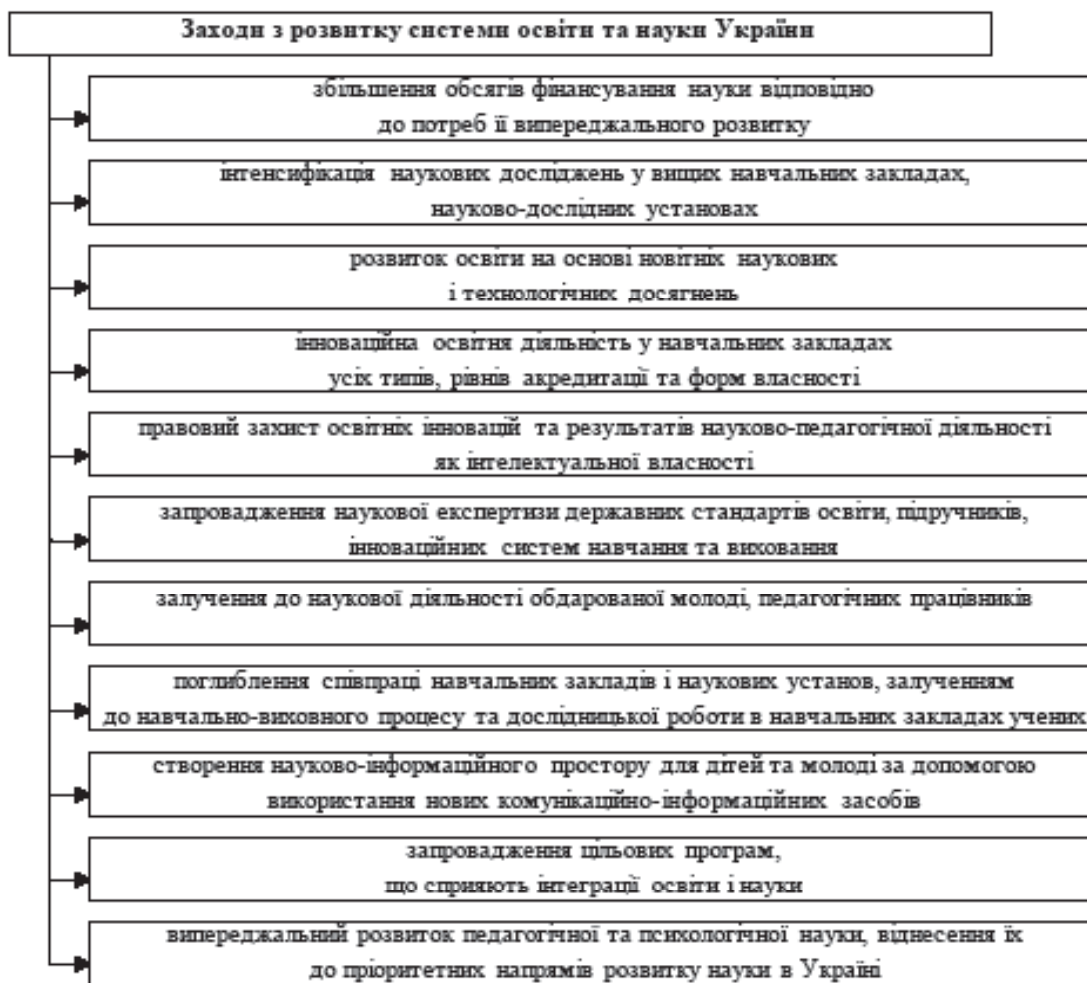 Заходи з розвитку системи освіти та науки України
збільшення обсягів фінансування науки відповідно
до потреб її випереджального розвитку
інтенсифікація наукових досліджень у вищих навчальних закладах,
науково-дослідних установах
розвиток освіти на основі новітніх наукових
і технологічних досягнень
інноваційна освітня діяльність у навчальних закладах
усіх типів, рівнів акредитації та форм власності
правовий захист освітніх інновацій та результатів науково-педагогічної діяльності
як інтелектуальної власності
запровадження наукової експертизи державних стандартів освіти, підручників,
інноваційних систем навчання та виховання
залучення до наукової діяльності обдарованої молоді, педагогічних працівників
поглиблення співпраці навчальних закладів і наукових установ, залученням
до навчально-виховного процесу та дослідницької роботи в навчальних закладах учених
створення науково-інформаційного простору для дітей та молоді за допомогою
використання нових комунікаційно-інформаційних засобів
запровадження цільових програм,
що сприяють інтеграції освіти і науки
випереджальний розвиток педагогічної та психологічної науки, віднесення їх
до пріоритетних напрямів розвитку науки в Україні